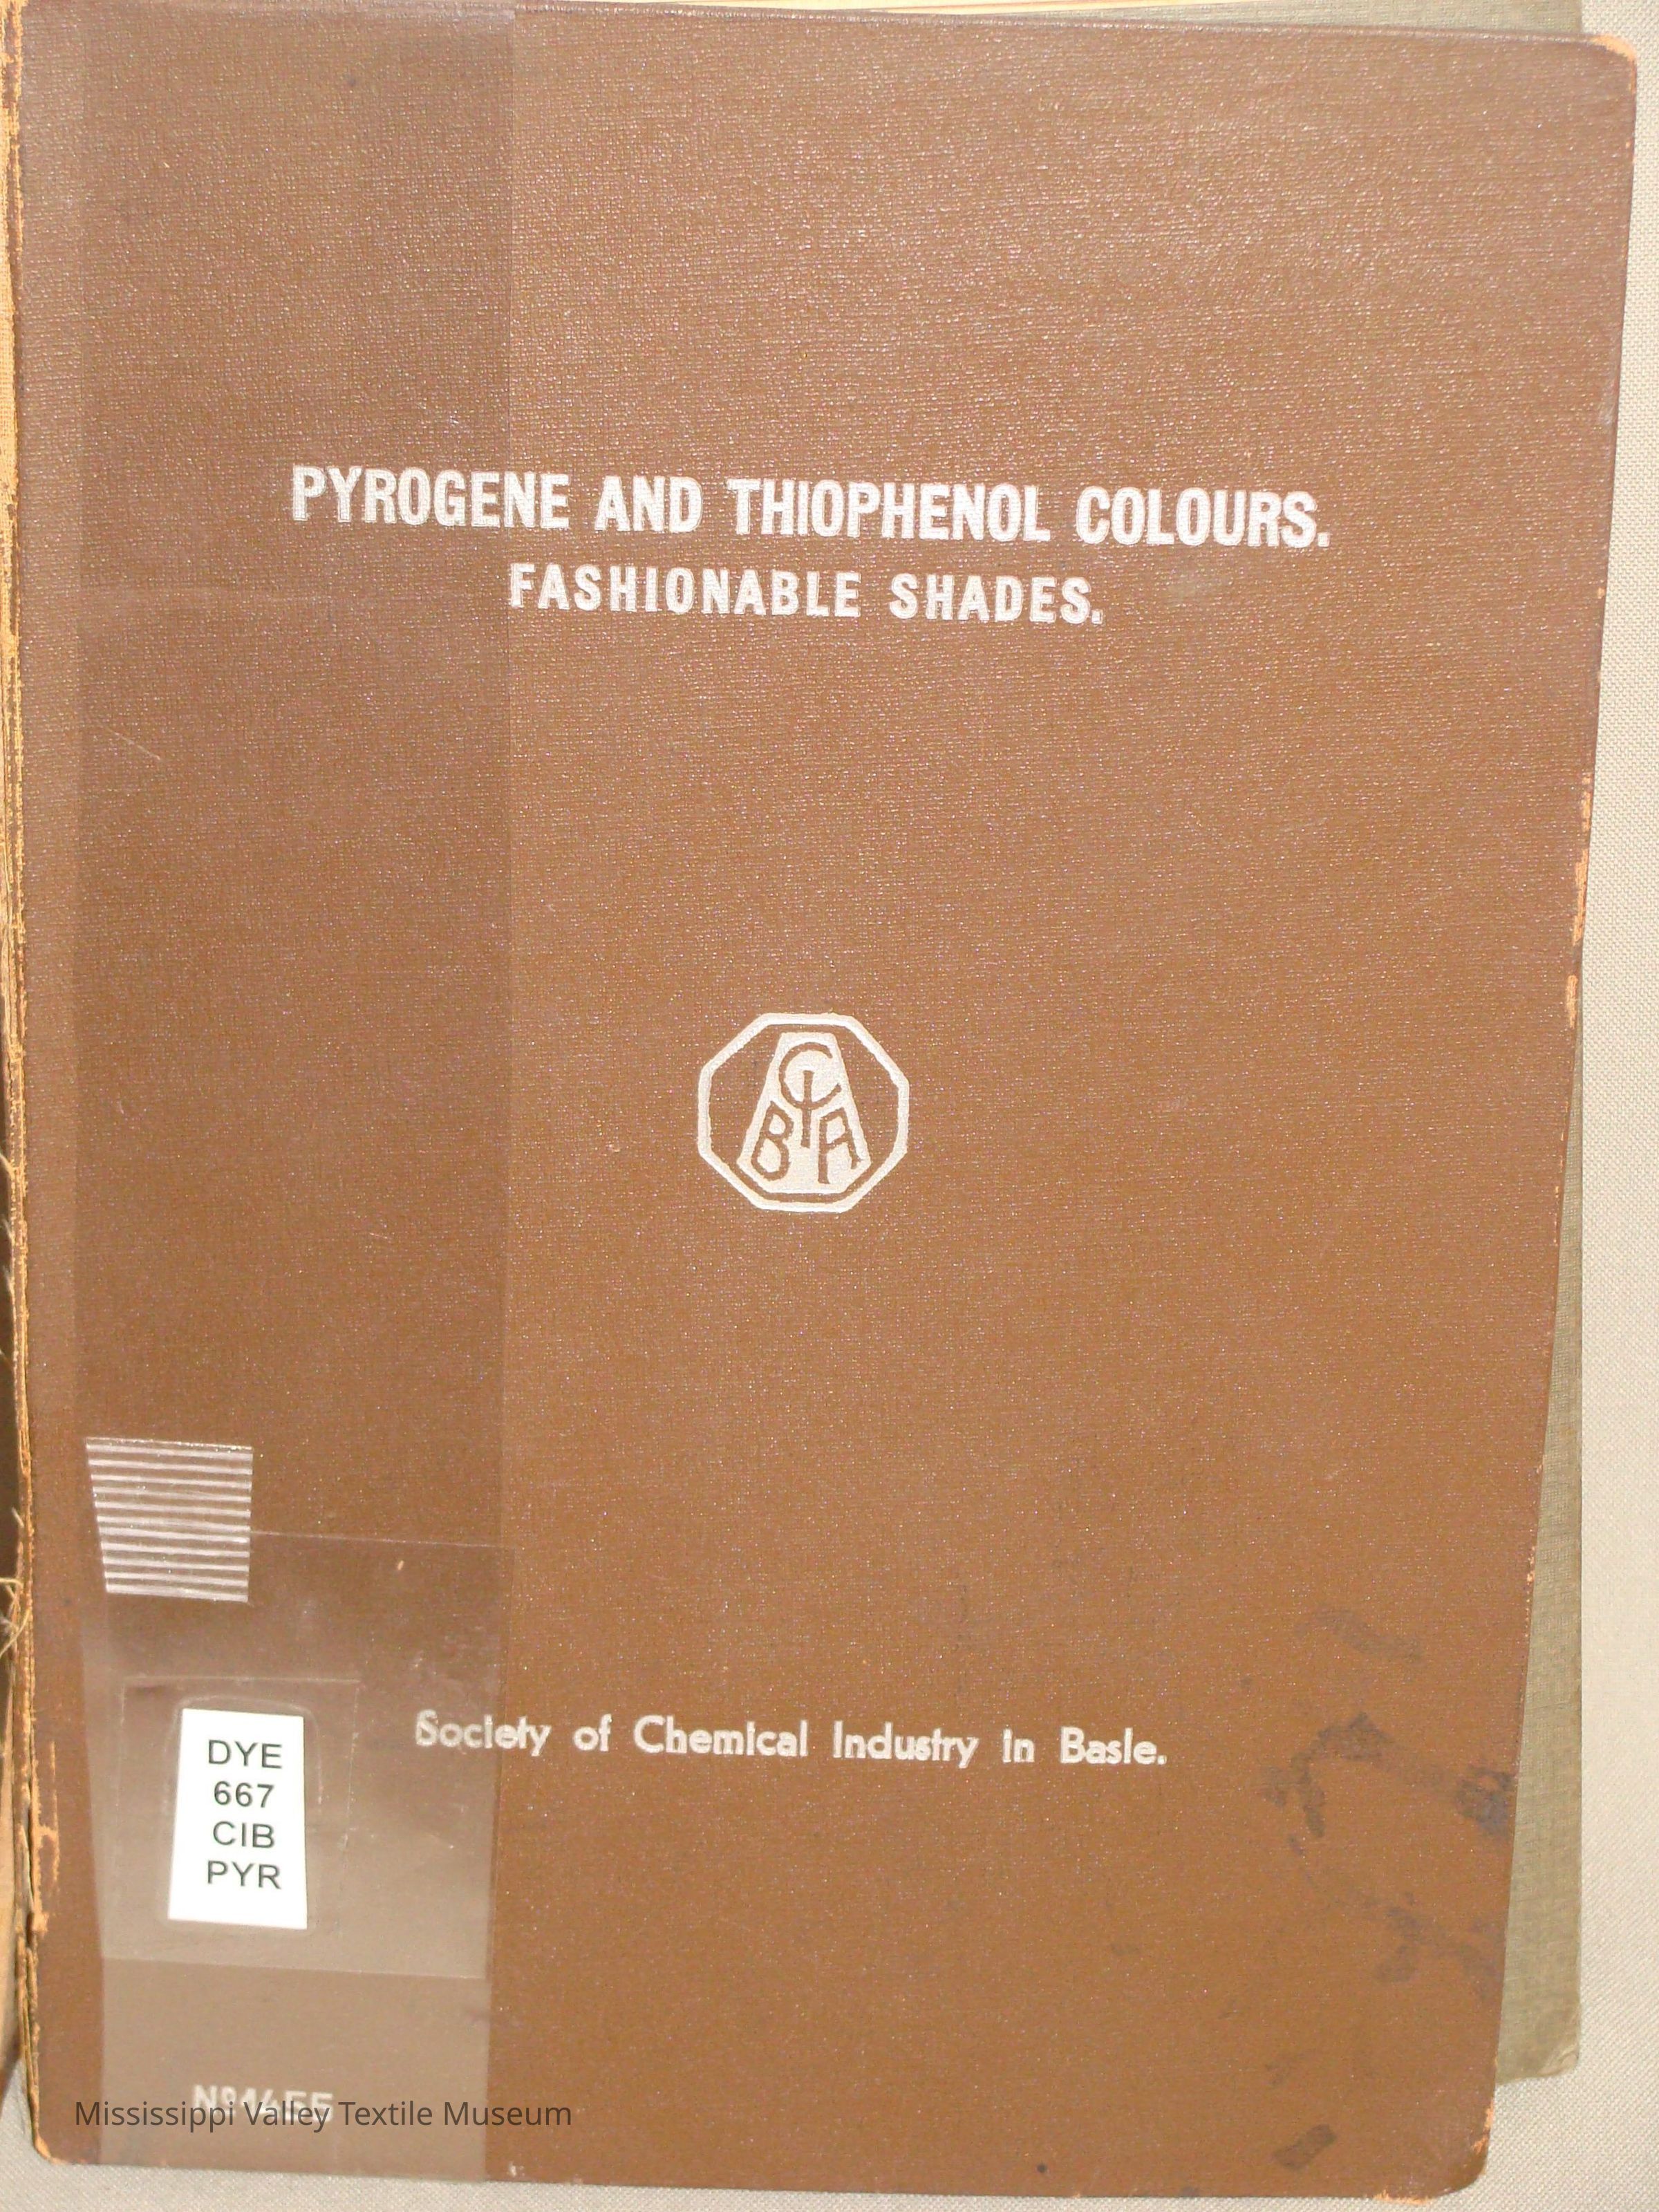 PYROGENE AND THIOPHENOL COLOURS.
FASHIONABLE SHADES.
CIBA
Society of Chemical Industry in Basle.
DYE
667
CIB
PYR
Nº1455
Mississippi Valley Textile Museum